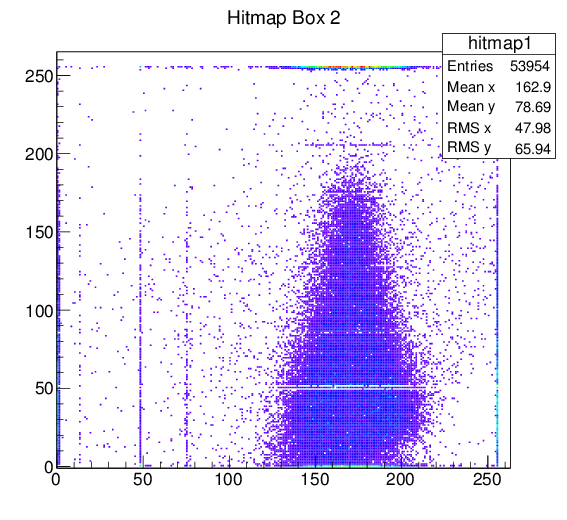 Hitmap Box 2
hitmap1
Entries 53954
Mean x 162.9
Mean y 78.69
RMS x 47.98
RMS y 65.94
250
200
150
100
50
0
0 50 100 150 200 250